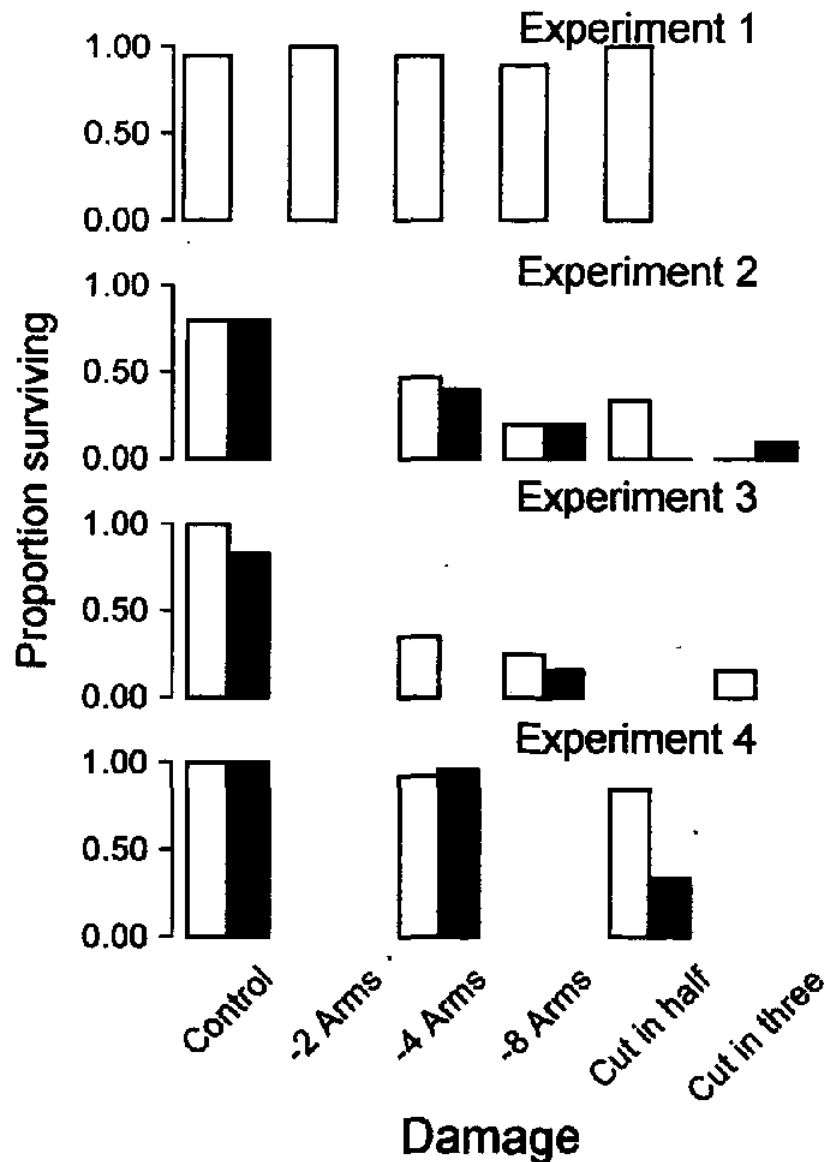 Experiment 1
1.00
0.50
0.00
Experiment 2
1.00
0.50
0.00
Experiment 3
1.00
0.50
0.00
Experiment 4
1.00
0.50
0.00
Proportion surviving
Control
-2 Arms
-4 Arms
-8 Arms
Cut in half
Cut in three
Damage